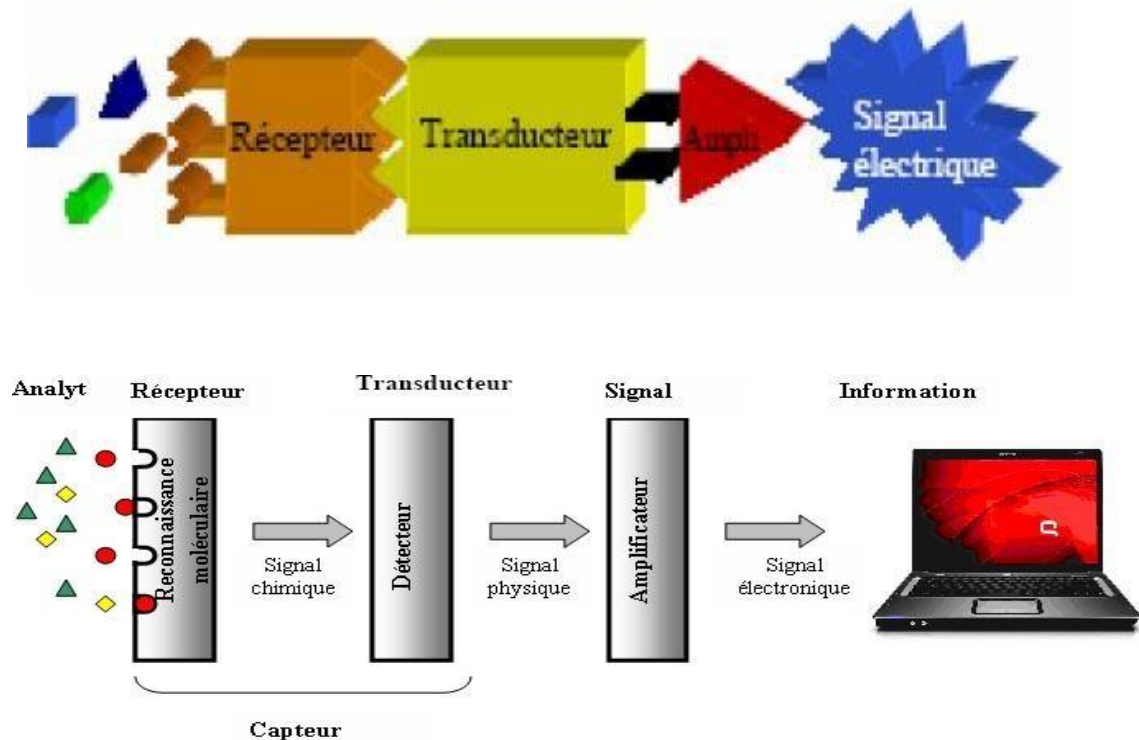 Récepteur
Transducteur
Ampli
Signal
électrique
Analyt
Récepteur
Transducteur
Signal
Information
Reconnaissance
moléculaire
Signal
chimique
Détecteur
Signal
physique
Amplificateur
Signal
électronique
Capteur